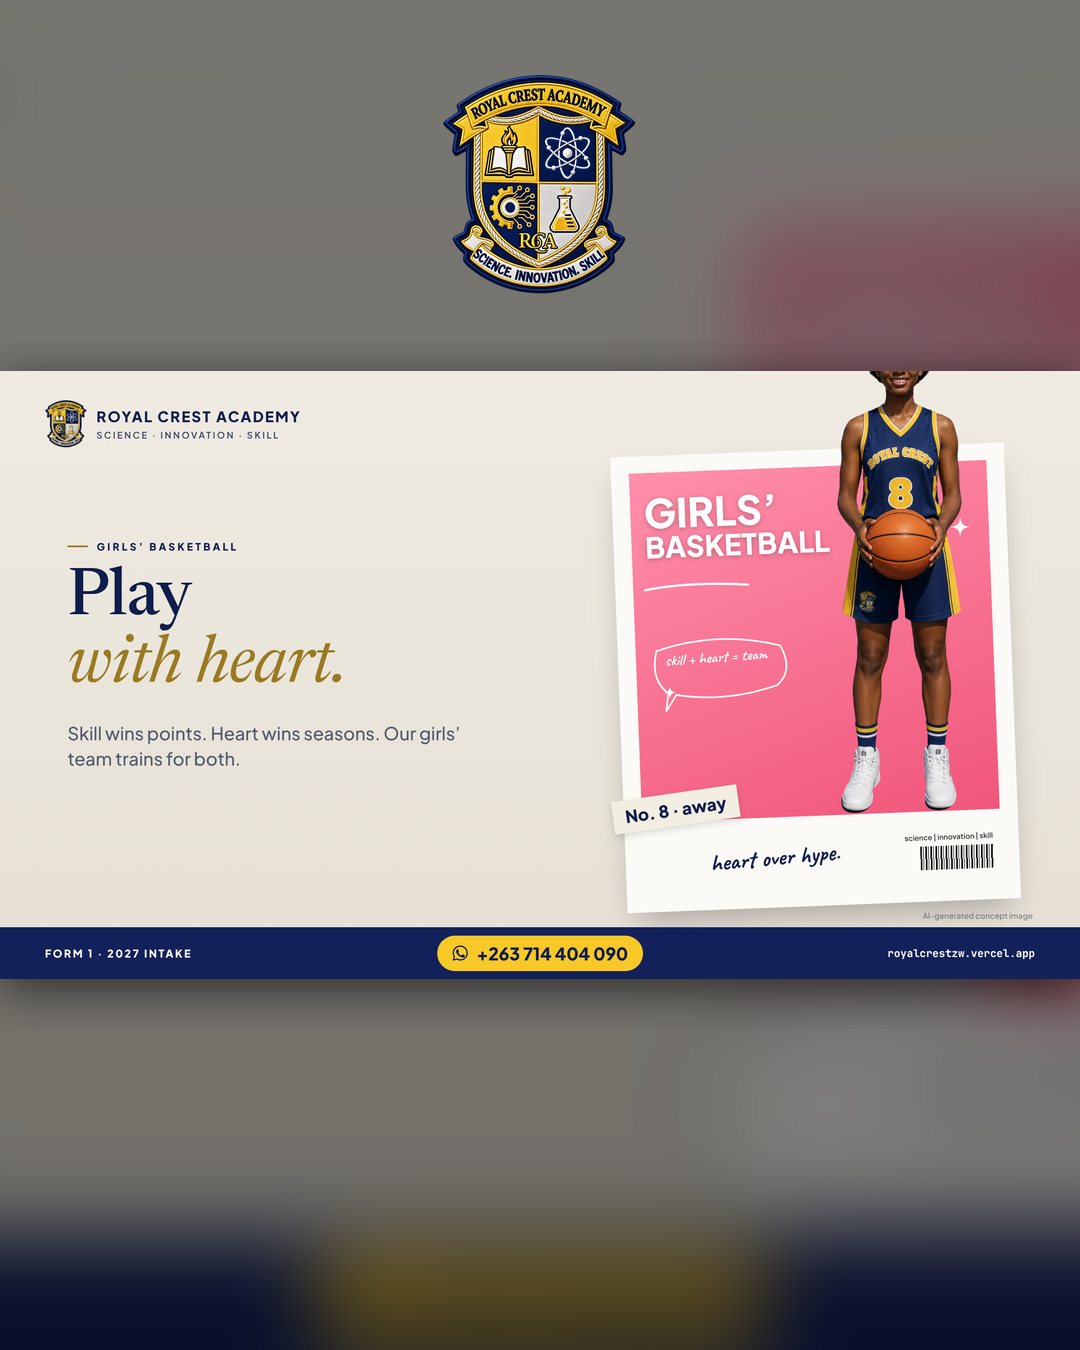 ROYAL CREST ACADEMY
RCA
SCIENCE. INNOVATION. SKILL
ROYAL CREST ACADEMY
SCIENCE · INNOVATION · SKILL
GIRLS’ BASKETBALL
Play
with heart.
Skill wins points. Heart wins seasons. Our girls’
team trains for both.
ROYAL CREST
8
GIRLS’
BASKETBALL
skill + heart = team
No. 8 · away
heart over hype.
science | innovation | skill
AI-generated concept image
FORM 1 · 2027 INTAKE
+263 714 404 090
royalcrestzw.vercel.app